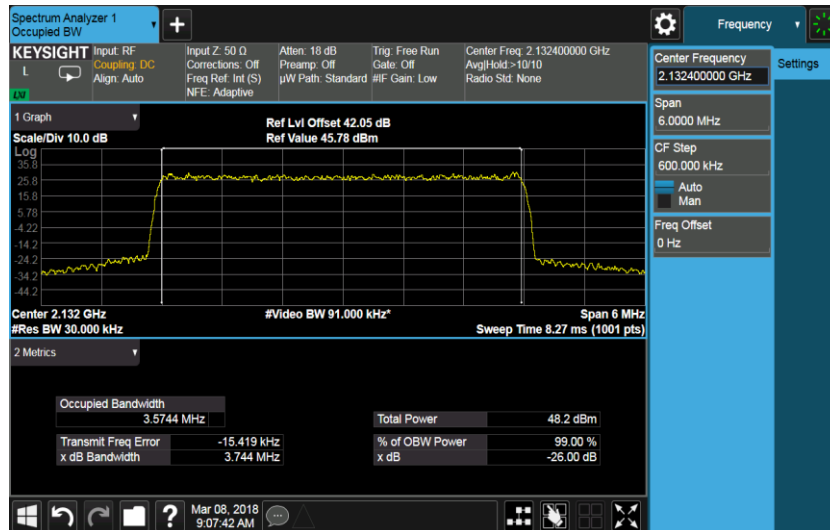 Spectrum Analyzer 1
Occupied BW
+
Frequency
KEYSIGHT
L
LXI
Input: RF
Coupling: DC
Align: Auto
Input Z: 50 Ω
Corrections: Off
Freq Ref: Int (S)
NFE: Adaptive
Atten: 18 dB
Preamp: Off
µW Path: Standard
Trig: Free Run
Gate: Off
#IF Gain: Low
Center Freq: 2.132400000 GHz
Avg|Hold:>10/10
Radio Std: None
Center Frequency
2.132400000 GHz
Settings
Span
6.0000 MHz
CF Step
600.000 kHz
Auto
Man
Freq Offset
0 Hz
1 Graph
Scale/Div 10.0 dB
Ref Lvl Offset 42.05 dB
Ref Value 45.78 dBm
Log
35.8
25.8
15.8
5.78
-4.22
-14.2
-24.2
-34.2
-44.2
Center 2.132 GHz
#Res BW 30.000 kHz
#Video BW 91.000 kHz*
Span 6 MHz
Sweep Time 8.27 ms (1001 pts)
2 Metrics
Occupied Bandwidth
3.5744 MHz
Total Power 48.2 dBm
Transmit Freq Error -15.419 kHz
% of OBW Power 99.00 %
x dB Bandwidth 3.744 MHz
x dB -26.00 dB
?
Mar 08, 2018
9:07:42 AM